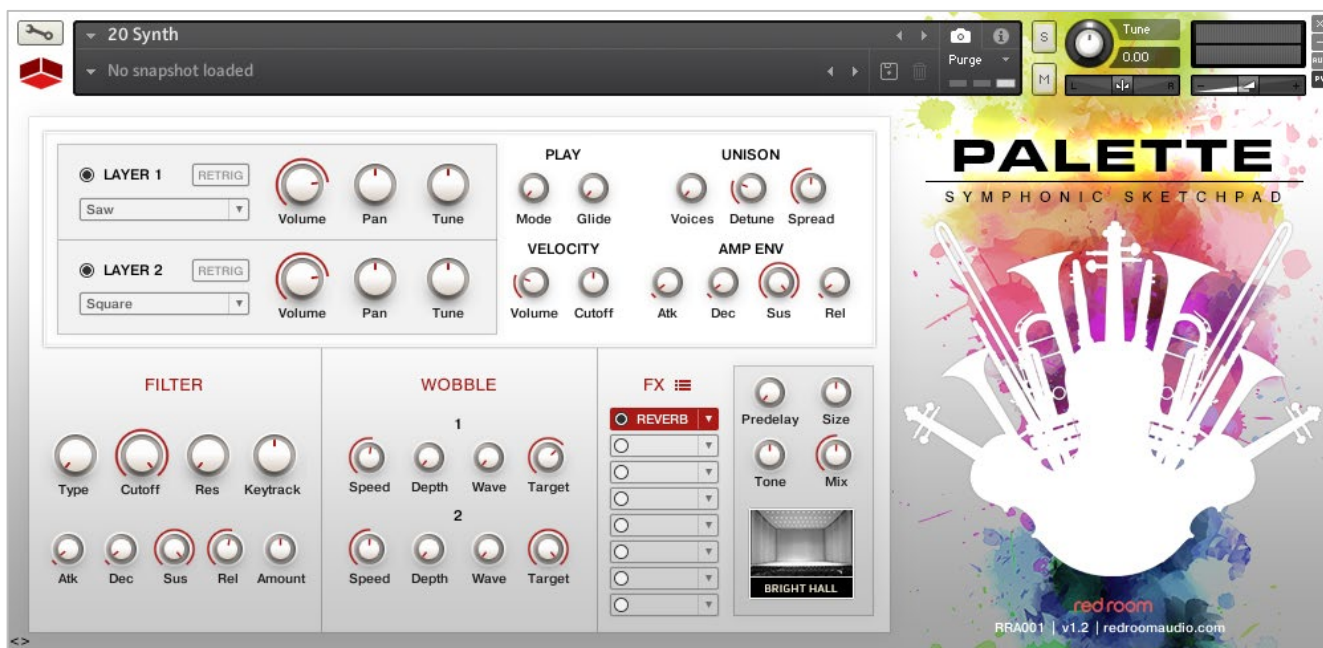 20 Synth
No snapshot loaded
Purge
S
M
Tune
0.00
L R
- +
x
-
AUX
PV
LAYER 1 RETRIG
Saw
Volume Pan Tune
LAYER 2 RETRIG
Square
Volume Pan Tune
PLAY
Mode Glide
UNISON
Voices Detune Spread
VELOCITY
Volume Cutoff
AMP ENV
Atk Dec Sus Rel
FILTER
Type Cutoff Res Keytrack
Atk Dec Sus Rel Amount
WOBBLE
1
Speed Depth Wave Target
2
Speed Depth Wave Target
FX
REVERB
Predelay Size
Tone Mix
BRIGHT HALL
PALETTE
SYMPHONIC SKETCHPAD
red room
RRA001 | v1.2 | redroomaudio.com
<>